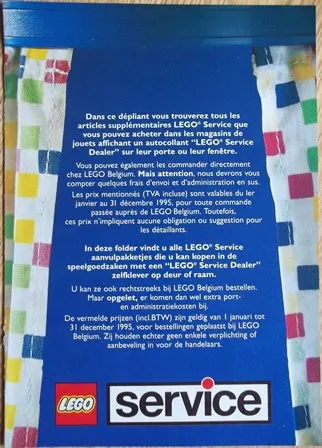 Dans ce dépliant vous trouverez tous les
articles supplémentaires LEGO® Service que
vous pouvez acheter dans les magasins de
jouets affichant un autocollant "LEGO® Service
Dealer" sur leur porte ou leur fenêtre.
Vous pouvez également les commander directement
chez LEGO Belgium. Mais attention, nous devrons vous
compter quelques frais d'envoi et d'administration en sus.
Les prix mentionnés (TVA incluse) sont valables du 1er
janvier au 31 décembre 1995, pour toute commande
passée auprès de LEGO Belgium. Toutefois,
ces prix n'impliquent aucune obligation ou suggestion pour
les détaillants.
In deze folder vindt u alle LEGO® Service
aanvulpakketjes die u kan kopen in de
speelgoedzaken met een "LEGO® Service Dealer"
zelfklever op deur of raam.
U kan ze ook rechtstreeks bij LEGO Belgium bestellen.
Maar opgelet, er komen dan wel extra port-
en administratiekosten bij.
De vermelde prijzen (incl.BTW) zijn geldig van 1 januari tot
31 december 1995, voor bestellingen geplaatst bij LEGO
Belgium. Zij houden echter geen enkele verplichting of
aanbeveling in voor de handelaars.
LEGO service